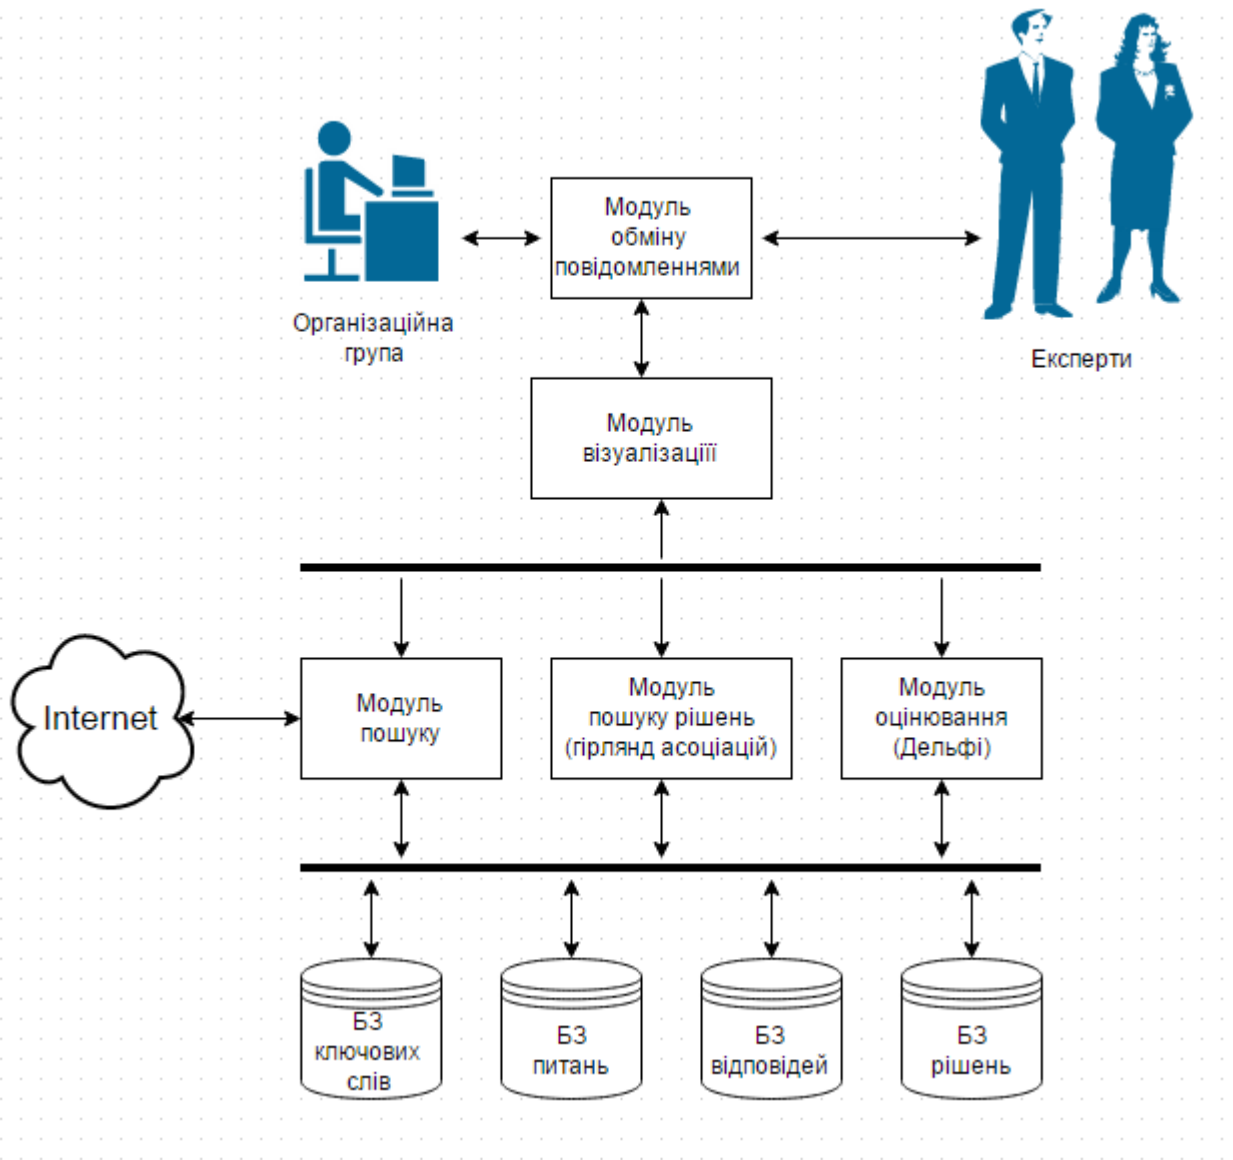 Модуль
обміну
повідомленнями
Організаційна
група
Експерти
Модуль
візуалізаціїї
Internet
Модуль
пошуку
Модуль
пошуку рішень
(гірлянд асоціацій)
Модуль
оцінювання
(Дельфі)
БЗ
ключових
слів
БЗ
питань
БЗ
відповідей
БЗ
рішень